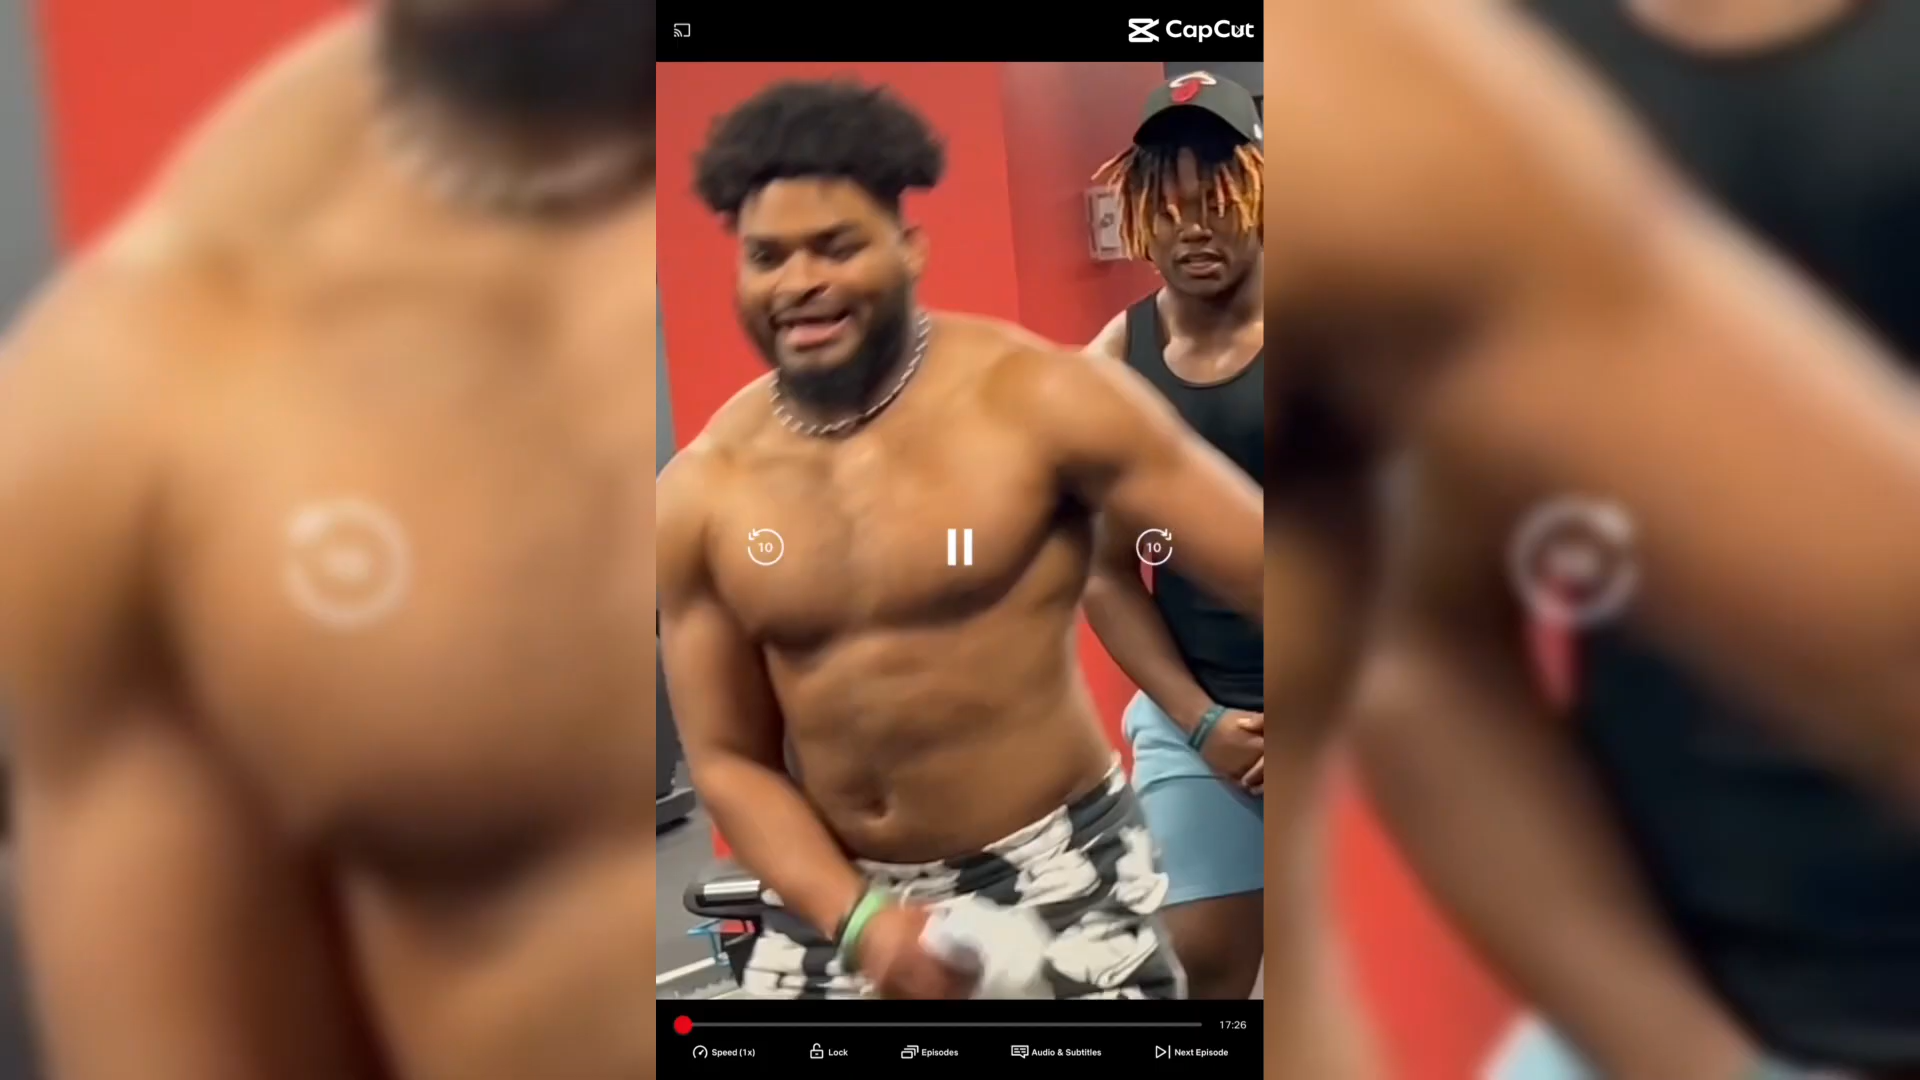 CapCut
10
10
17:26
Speed (1x)
Lock
Episodes
Audio & Subtitles
Next Episode